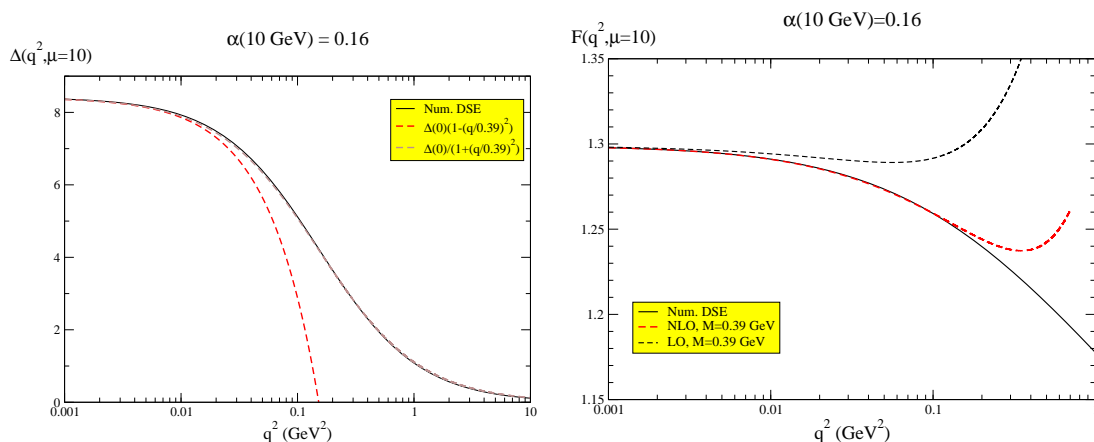 α(10 GeV) = 0.16
Δ(q²,μ=10)
8
6
4
2
0
Num. DSE
Δ(0)(1-(q/0.39)²)
Δ(0)/(1+(q/0.39)²)
0.001 0.01 0.1 1 10
q² (GeV²)
α(10 GeV)=0.16
F(q²,μ=10)
1.35
1.3
1.25
1.2
1.15
Num. DSE
NLO, M=0.39 GeV
LO, M=0.39 GeV
0.001 0.01 0.1
q² (GeV²)